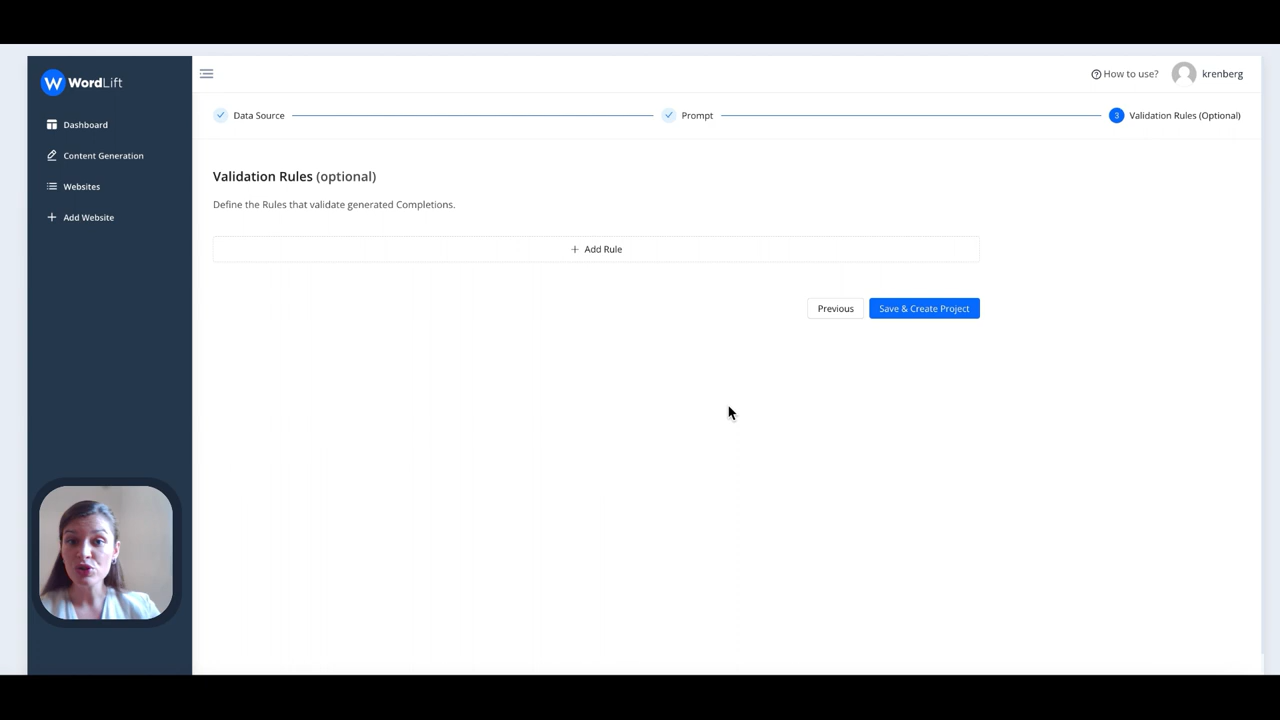 WordLift
How to use?
krenberg
Dashboard
Content Generation
Websites
Add Website
Data Source
Prompt
3
Validation Rules (Optional)
Validation Rules (optional)
Define the Rules that validate generated Completions.
+ Add Rule
Previous
Save & Create Project